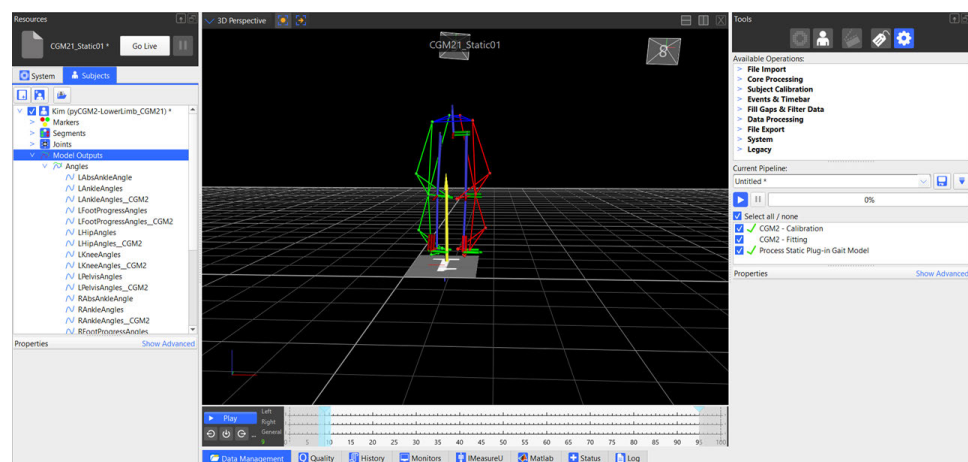 Resources
CGM21_Static01 *
Go Live
System
Subjects
Kim (pyCGM2-LowerLimb_CGM21) *
Markers
Segments
Joints
Model Outputs
Angles
LAbsAnkleAngle
LAnkleAngles
LAnkleAngles_CGM2
LFootProgressAngles
LFootProgressAngles_CGM2
LHipAngles
LHipAngles_CGM2
LKneeAngles
LKneeAngles_CGM2
LPelvisAngles
LPelvisAngles_CGM2
RAbsAnkleAngle
RAnkleAngles
RAnkleAngles_CGM2
RFootProgressAngles
Properties
Show Advanced
3D Perspective
CGM21_Static01
8
Play
Left
Right
General
9
0 5 10 15 20 25 30 35 40 45 50 55 60 65 70 75 80 85 90 95 100
Data Management
Quality
History
Monitors
IMeasureU
Matlab
Status
Log
Tools
Available Operations:
File Import
Core Processing
Subject Calibration
Events & Timebar
Fill Gaps & Filter Data
Data Processing
File Export
System
Legacy
Current Pipeline:
Untitled *
0%
Select all / none
CGM2 - Calibration
CGM2 - Fitting
Process Static Plug-in Gait Model
Properties
Show Advanced